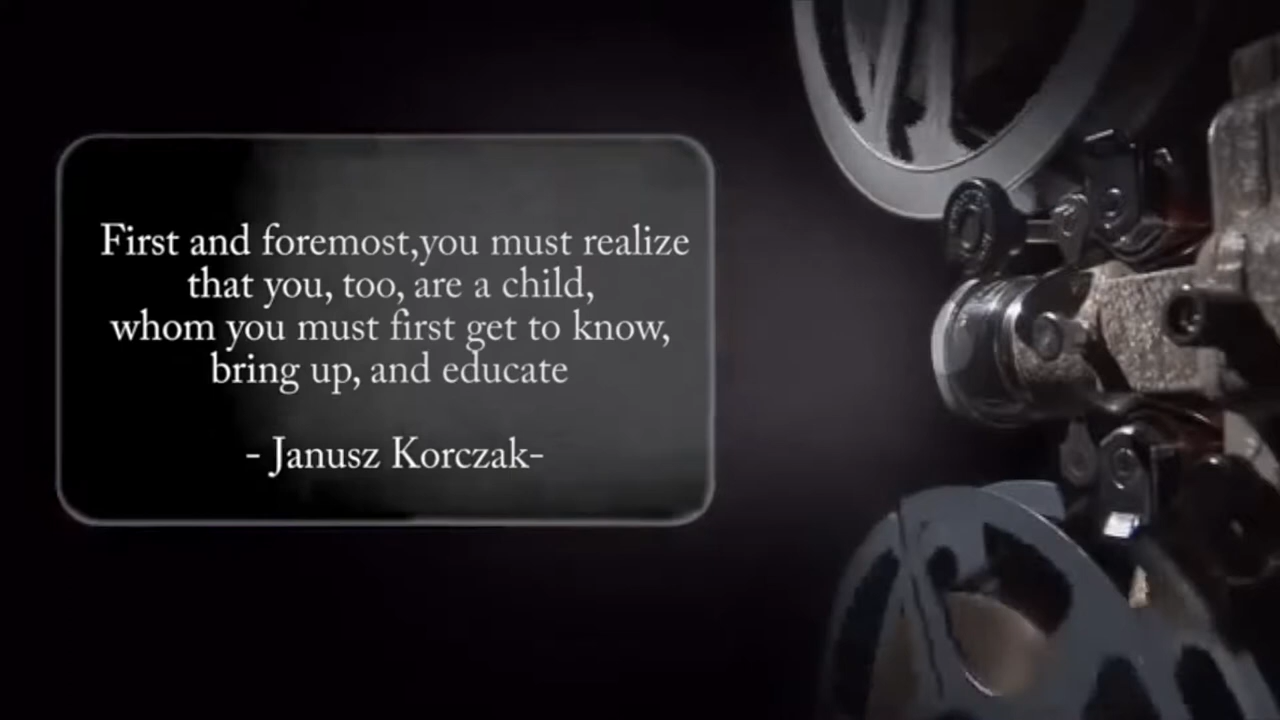 First and foremost,you must realize
that you, too, are a child,
whom you must first get to know,
bring up, and educate
- Janusz Korczak-